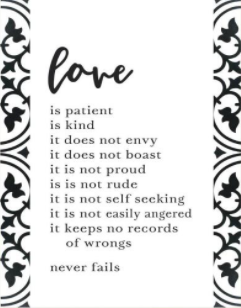 love
is patient
is kind
it does not envy
it does not boast
it is not proud
is is not rude
it is not self seeking
it is not easily angered
it keeps no records
of wrongs
never fails